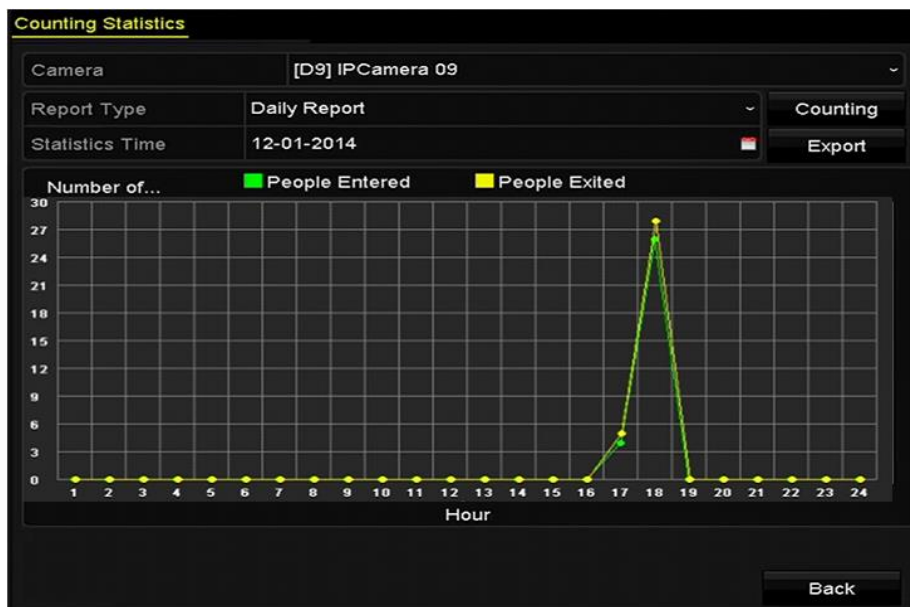 Counting Statistics
Camera [D9] IPCamera 09
Report Type Daily Report Counting
Statistics Time 12-01-2014 Export
Number of... People Entered People Exited
30
27
24
21
18
15
12
9
6
3
0
1 2 3 4 5 6 7 8 9 10 11 12 13 14 15 16 17 18 19 20 21 22 23 24
Hour
Back